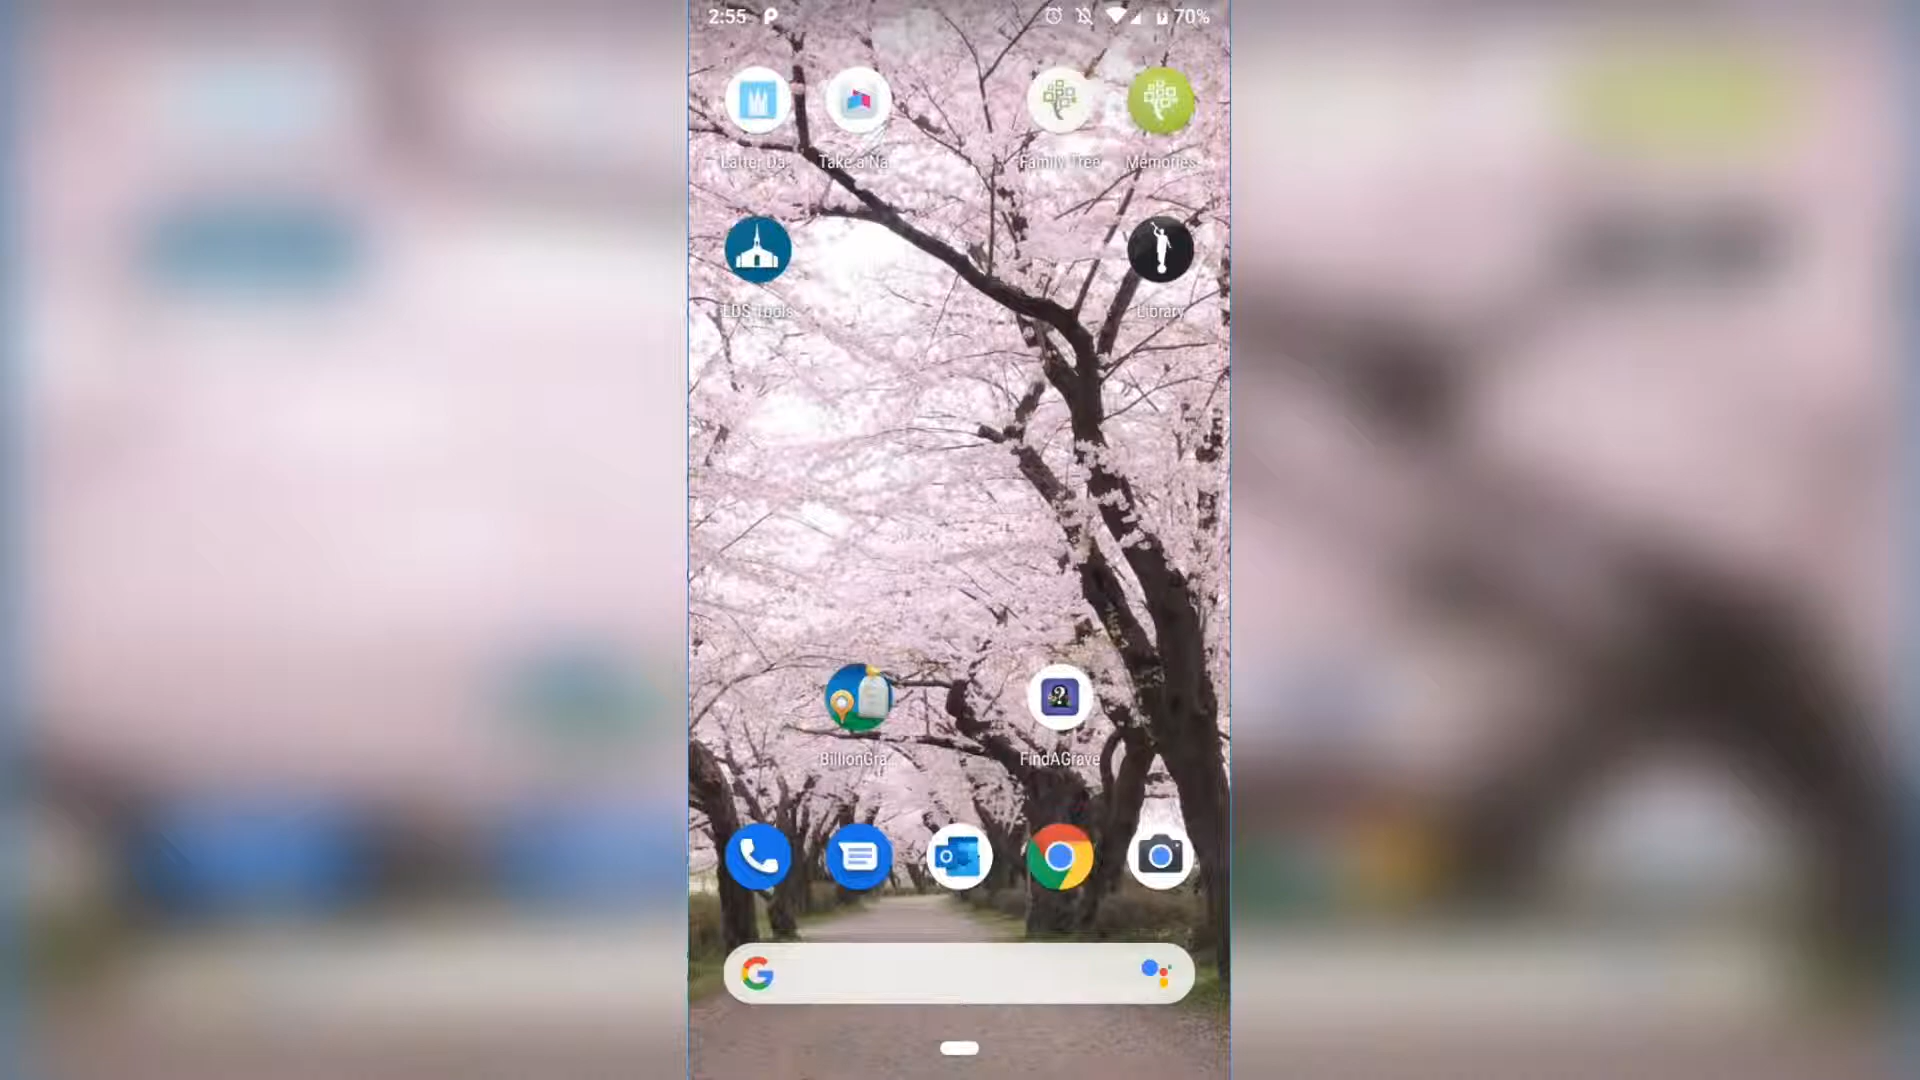 2:55 70%
Latter Da... Take a Na... Family Tree Memories
LDS Tools Library
BillionGra... FindAGrave